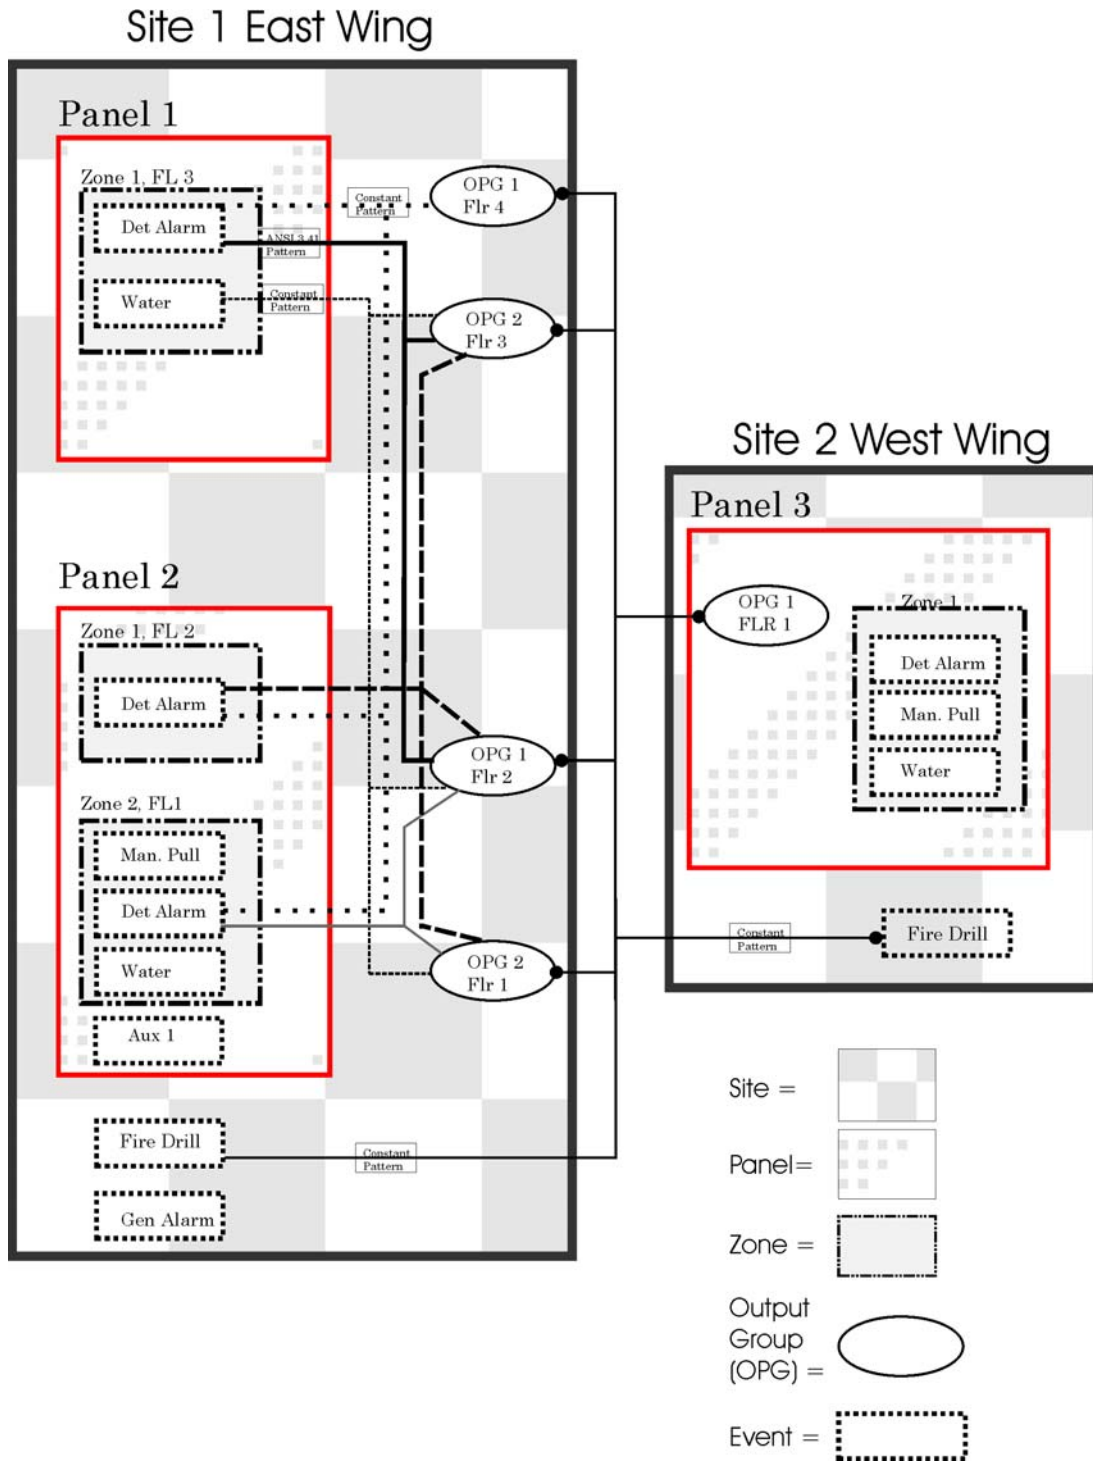 Site 1 East Wing
Panel 1
Zone 1, FL 3
Det Alarm
Water
Constant
Pattern
ANSI 3.41
Pattern
Constant
Pattern
OPG 1
Flr 4
OPG 2
Flr 3
Panel 2
Zone 1, FL 2
Det Alarm
OPG 1
Flr 2
Zone 2, FL1
Man. Pull
Det Alarm
Water
Aux 1
OPG 2
Flr 1
Fire Drill
Constant
Pattern
Gen Alarm
Site 2 West Wing
Panel 3
OPG 1
FLR 1
Zone 1
Det Alarm
Man. Pull
Water
Constant
Pattern
Fire Drill
Site =
Panel=
Zone =
Output
Group
(OPG) =
Event =